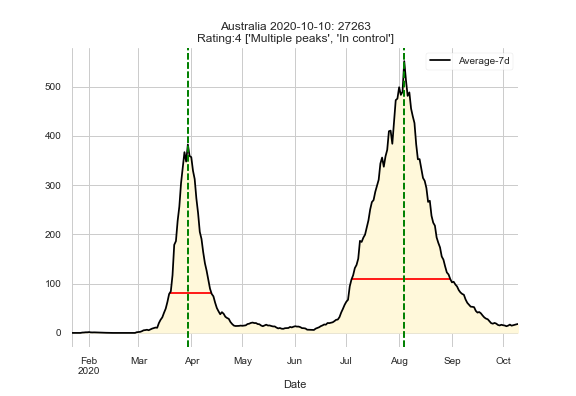 Australia 2020-10-10: 27263
Rating:4 ['Multiple peaks', 'In control']
Average-7d
500
400
300
200
100
0
Feb Mar Apr May Jun Jul Aug Sep Oct
2020
Date